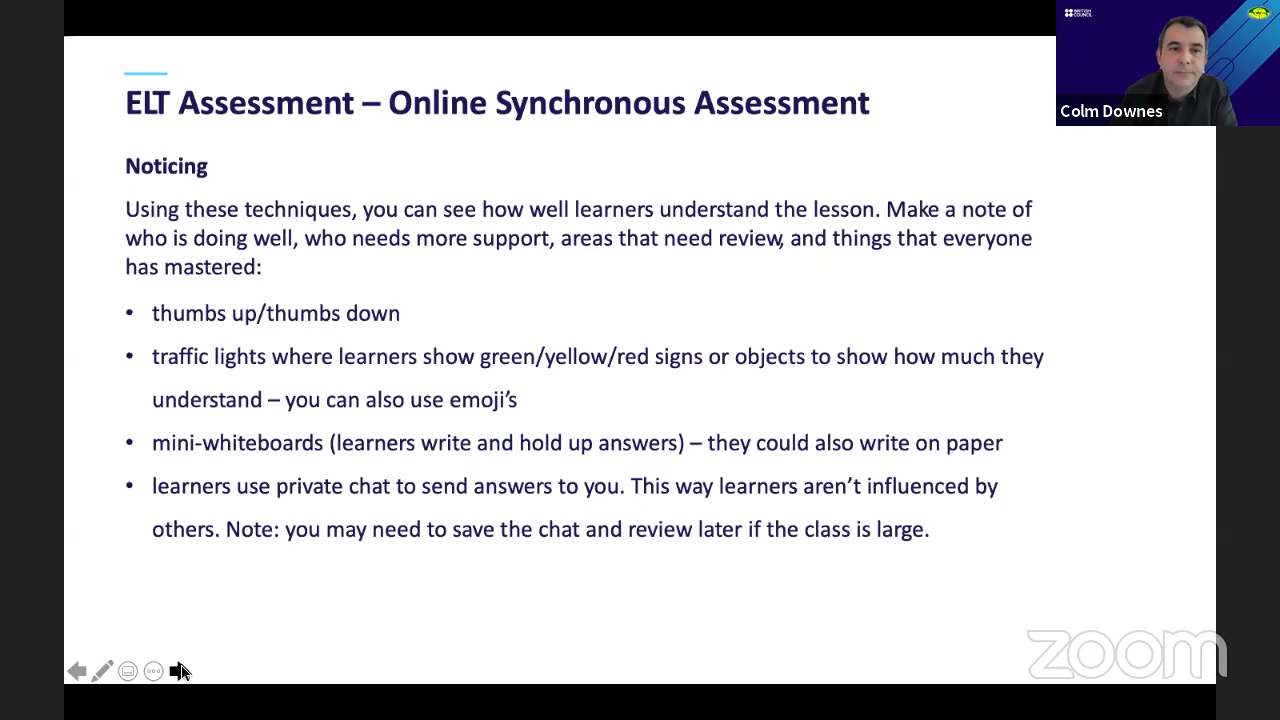 BRITISH
COUNCIL
Colm Downes
ELT Assessment – Online Synchronous Assessment
Noticing
Using these techniques, you can see how well learners understand the lesson. Make a note of
who is doing well, who needs more support, areas that need review, and things that everyone
has mastered:
• thumbs up/thumbs down
• traffic lights where learners show green/yellow/red signs or objects to show how much they
understand – you can also use emoji’s
• mini-whiteboards (learners write and hold up answers) – they could also write on paper
• learners use private chat to send answers to you. This way learners aren’t influenced by
others. Note: you may need to save the chat and review later if the class is large.
zoom